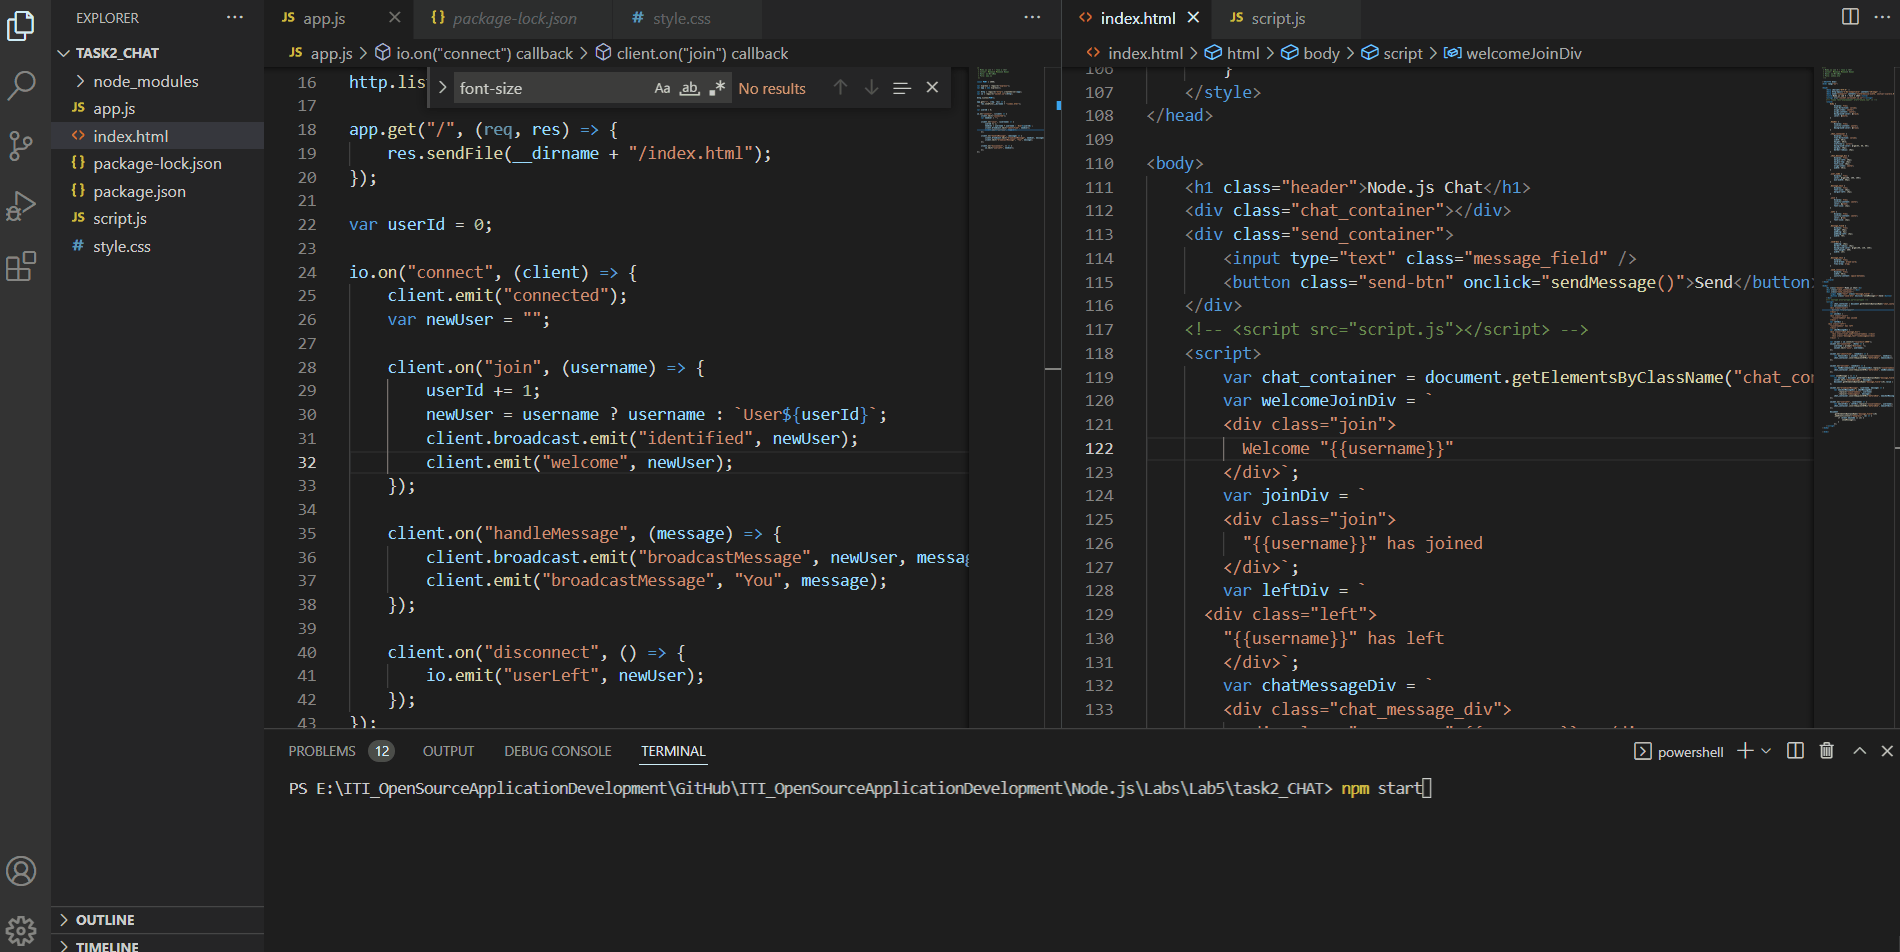 EXPLORER
TASK2_CHAT
node_modules
app.js
index.html
package-lock.json
package.json
script.js
style.css
OUTLINE
TIMELINE
JS app.js
{} package-lock.json
# style.css
JS app.js > io.on("connect") callback > client.on("join") callback
font-size
Aa ab .* No results
16 http.lis
17
18 app.get("/", (req, res) => {
19 res.sendFile(__dirname + "/index.html");
20 });
21
22 var userId = 0;
23
24 io.on("connect", (client) => {
25 client.emit("connected");
26 var newUser = "";
27
28 client.on("join", (username) => {
29 userId += 1;
30 newUser = username ? username : `User${userId}`;
31 client.broadcast.emit("identified", newUser);
32 client.emit("welcome", newUser);
33 });
34
35 client.on("handleMessage", (message) => {
36 client.broadcast.emit("broadcastMessage", newUser, messag
37 client.emit("broadcastMessage", "You", message);
38 });
39
40 client.on("disconnect", () => {
41 io.emit("userLeft", newUser);
42 });
43 });
<> index.html
JS script.js
<> index.html > html > body > script > welcomeJoinDiv
106 }
107 </style>
108 </head>
109
110 <body>
111 <h1 class="header">Node.js Chat</h1>
112 <div class="chat_container"></div>
113 <div class="send_container">
114 <input type="text" class="message_field" />
115 <button class="send-btn" onclick="sendMessage()">Send</button>
116 </div>
117 <!-- <script src="script.js"></script> -->
118 <script>
119 var chat_container = document.getElementsByClassName("chat_con
120 var welcomeJoinDiv = `
121 <div class="join">
122 Welcome "{{username}}"
123 </div>`;
124 var joinDiv = `
125 <div class="join">
126 "{{username}}" has joined
127 </div>`;
128 var leftDiv = `
129 <div class="left">
130 "{{username}}" has left
131 </div>`;
132 var chatMessageDiv = `
133 <div class="chat_message_div">
PROBLEMS 12 OUTPUT DEBUG CONSOLE TERMINAL
powershell
PS E:\ITI_OpenSourceApplicationDevelopment\GitHub\ITI_OpenSourceApplicationDevelopment\Node.js\Labs\Lab5\task2_CHAT> npm start